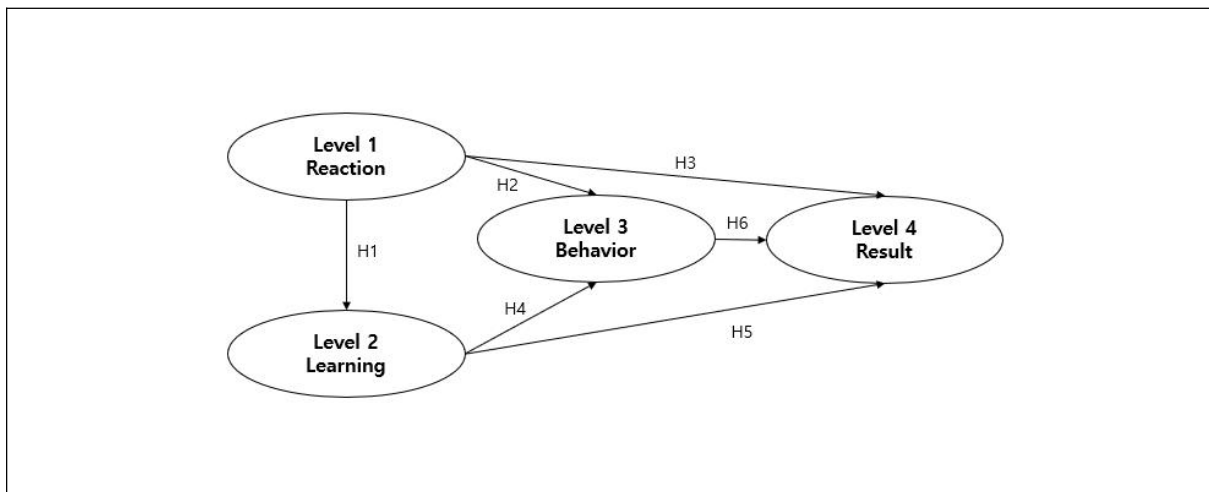 Level 1
Reaction
H3
H2
Level 3
Behavior
H6
Level 4
Result
H1
H4
H5
Level 2
Learning